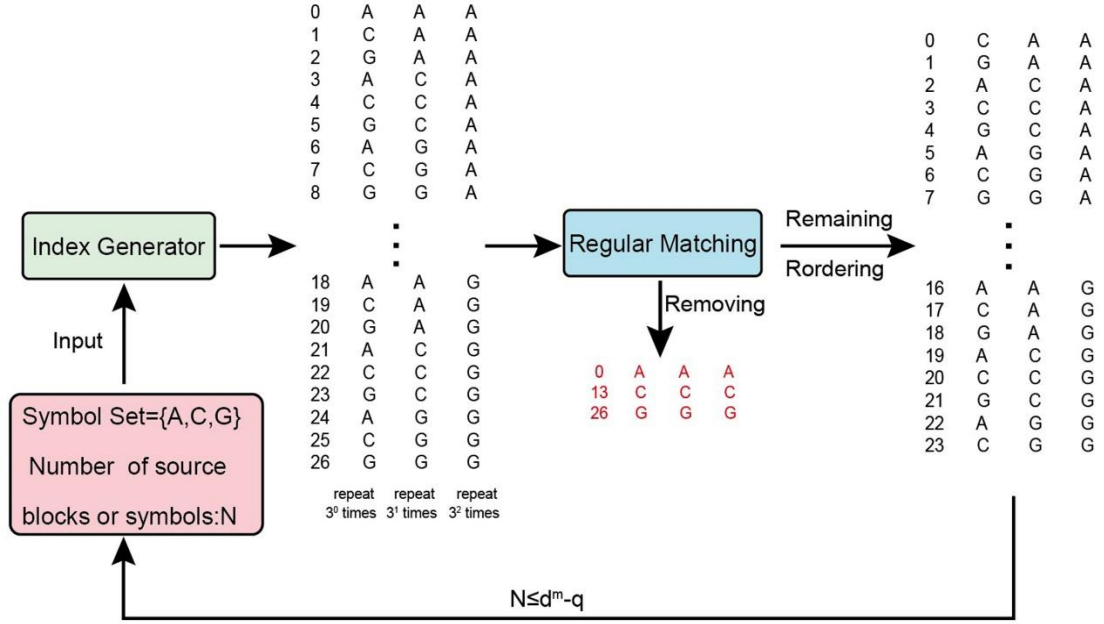 0 A A A
1 C A A
2 G A A
3 A C A
4 C C A
5 G C A
6 A G A
7 C G A
8 G G A
18 A A G
19 C A G
20 G A G
21 A C G
22 C C G
23 G C G
24 A G G
25 C G G
26 G G G
repeat repeat repeat
3⁰ times 3¹ times 3² times
Index Generator
Input
Symbol Set={A,C,G}
Number of source
blocks or symbols:N
Regular Matching
Removing
0 A A A
13 C C C
26 G G G
Remaining
Rordering
0 C A A
1 G A A
2 A C A
3 C C A
4 G C A
5 A G A
6 C G A
7 G G A
16 A A G
17 C A G
18 G A G
19 A C G
20 C C G
21 G C G
22 A G G
23 C G G
N≤dᵐ-q